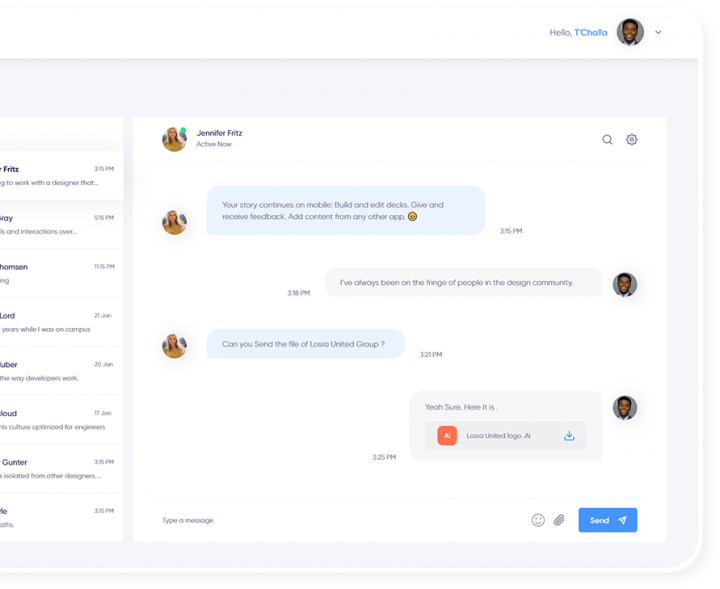 Hello, T'Challa
Jennifer Fritz
Active Now
r Fritz
3:15 PM
g to work with a designer that...
Gray
5:15 PM
ls and interactions over...
homsen
11:15 PM
ing
Lord
21 Jan
years while I was on campus
uber
20 Jan
the way developers work.
cloud
17 Jan
his culture optimized for engineers
Gunter
3:15 PM
s isolated from other designers....
yle
3:15 PM
aths
Your story continues on mobile: Build and edit decks. Give and
receive feedback. Add content from any other app. 😟
3:15 PM
I've always been on the fringe of people in the design community.
3:18 PM
Can you Send the file of Losra United Group ?
3:21 PM
Yeah Sure. Here it is .
AI
Losra United logo .AI
3:25 PM
Type a message
Send